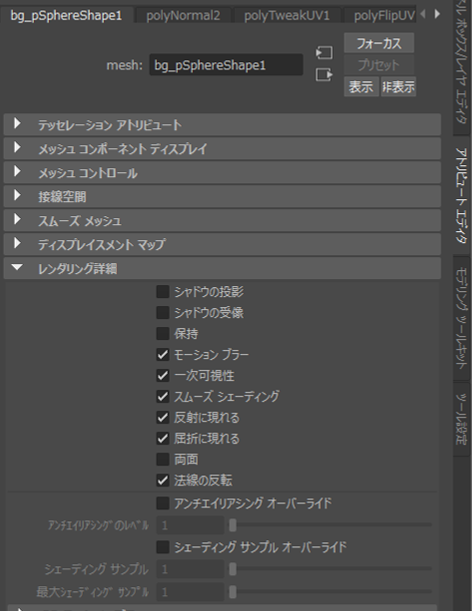 bg_pSphereShape1 polyNormal2 polyTweakUV1 polyFlipUV
mesh: bg_pSphereShape1
フォーカス
プリセット
表示 非表示
テッセレーション アトリビュート
メッシュ コンポーネント ディスプレイ
メッシュ コントロール
接線空間
スムーズ メッシュ
ディスプレイスメント マップ
レンダリング詳細
シャドウの投影
シャドウの受像
保持
モーション ブラー
一次可視性
スムーズ シェーディング
反射に現れる
屈折に現れる
両面
法線の反転
アンチエイリアシング オーバーライド
アンチエイリアシングのレベル 1
シェーディング サンプル オーバーライド
シェーディング サンプル 1
最大シェーディング サンプル 1
ボックス/レイヤ エディタ
アトリビュート エディタ
モデリング ツールキット
ツール設定